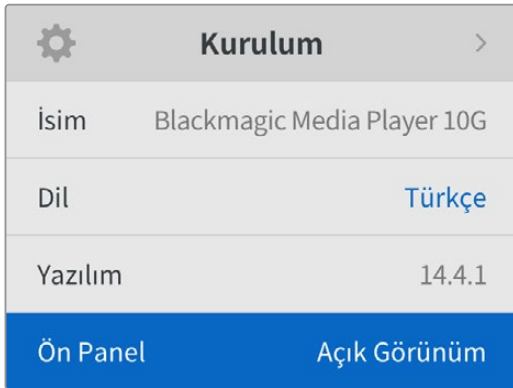 Kurulum
İsim Blackmagic Media Player 10G
Dil Türkçe
Yazılım 14.4.1
Ön Panel Açık Görünüm